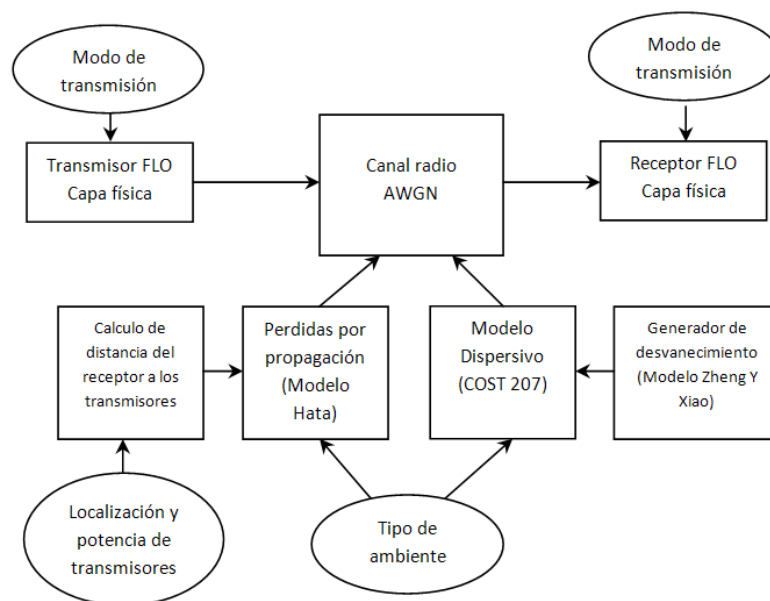 Modo de
transmisión
Modo de
transmisión
Transmisor FLO
Capa física
Canal radio
AWGN
Receptor FLO
Capa física
Calculo de
distancia del
receptor a los
transmisores
Perdidas por
propagación
(Modelo
Hata)
Modelo
Dispersivo
(COST 207)
Generador de
desvanecimiento
(Modelo Zheng Y
Xiao)
Localización y
potencia de
transmisores
Tipo de
ambiente